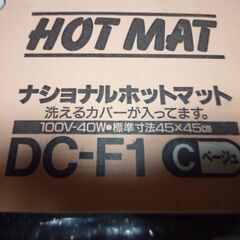 HOT MAT
ナショナルホットマット
洗えるカバーが入ってます。
100V-40W●標準寸法45×45cm
DC-F1 C ベージュ